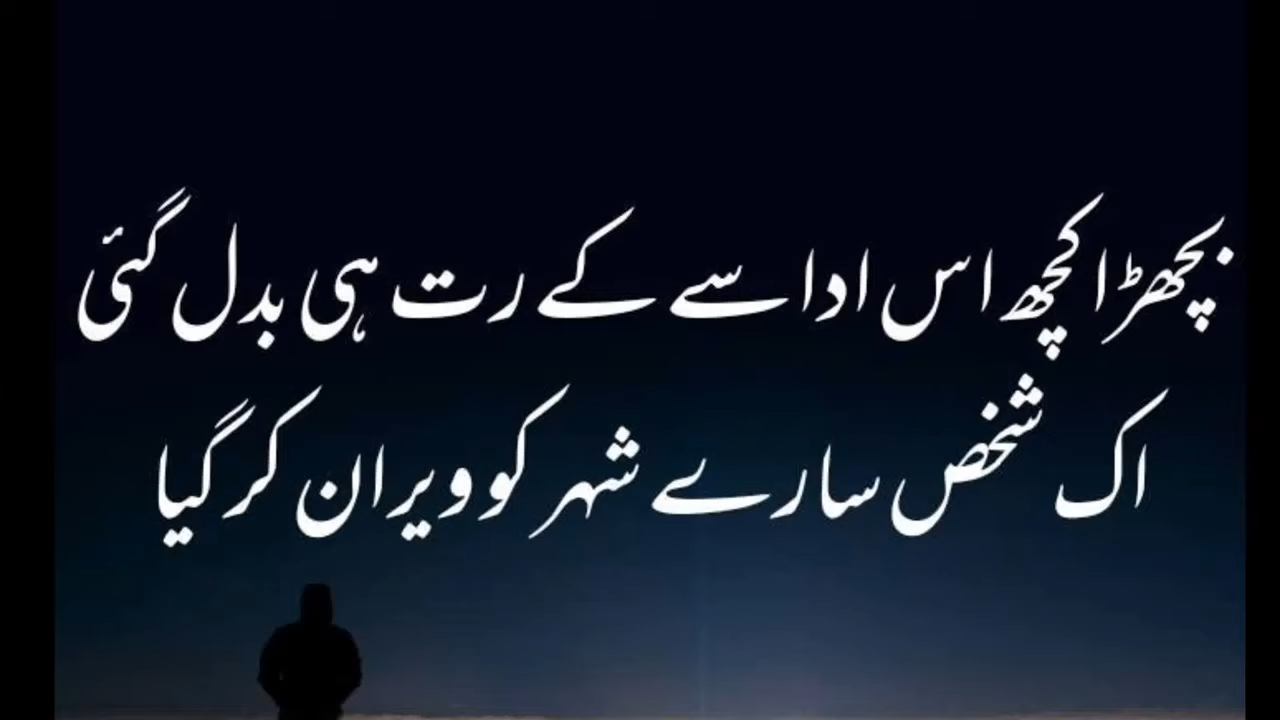 بچھڑا کچھ اس ادا سے کے رت ہی بدل گئی
اک شخص سارے شہر کو ویران کر گیا